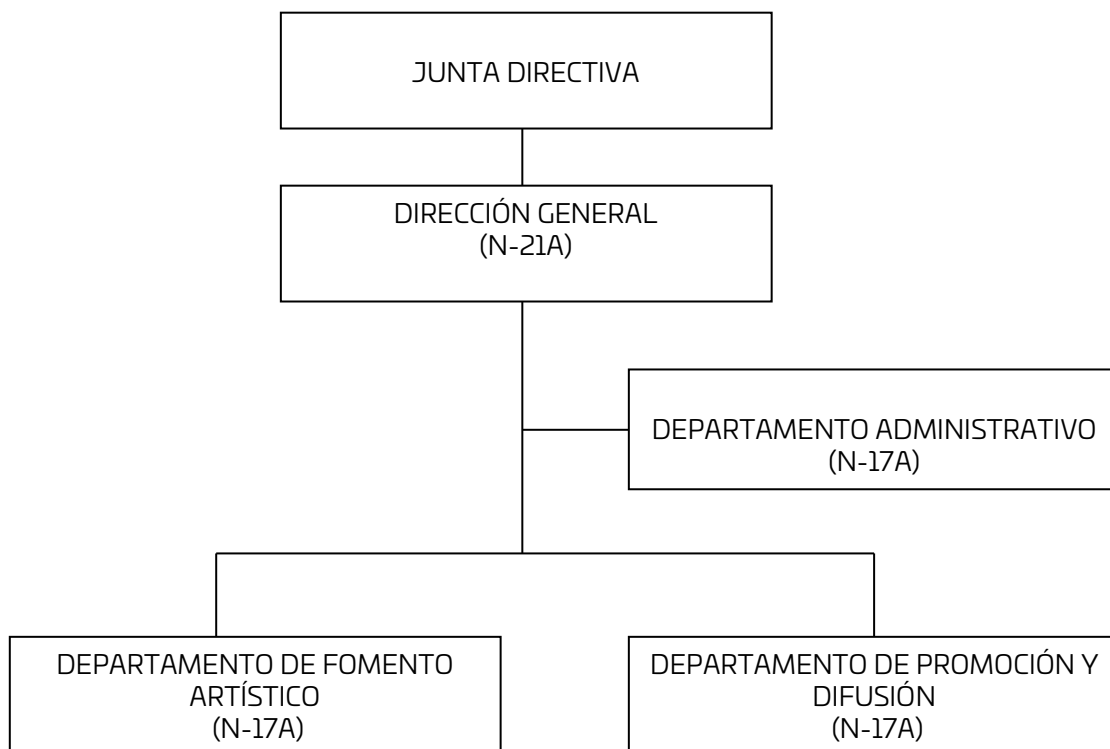 JUNTA DIRECTIVA
DIRECCIÓN GENERAL
(N-21A)
DEPARTAMENTO ADMINISTRATIVO
(N-17A)
DEPARTAMENTO DE FOMENTO
ARTÍSTICO
(N-17A)
DEPARTAMENTO DE PROMOCIÓN Y
DIFUSIÓN
(N-17A)